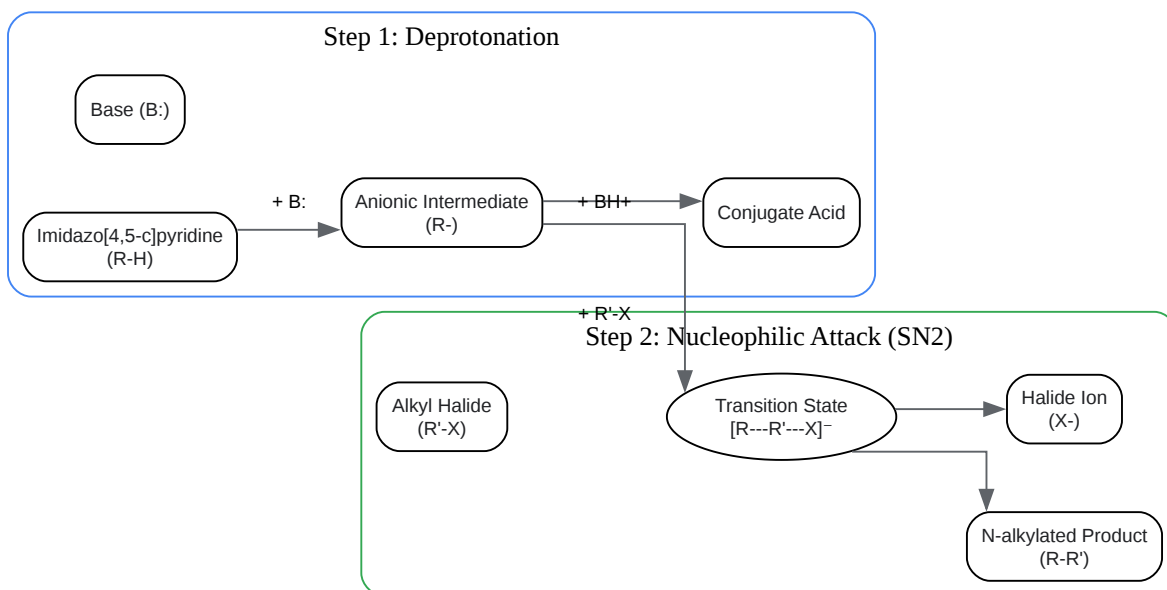 Step 1: Deprotonation
Base (B:)
+ B:
Imidazo[4,5-c]pyridine
(R-H)
Anionic Intermediate
(R-)
+ BH+
Conjugate Acid
+ R'-X
Step 2: Nucleophilic Attack (SN2)
Alkyl Halide
(R'-X)
Transition State
[R---R'---X]⁻
Halide Ion
(X-)
N-alkylated Product
(R-R')